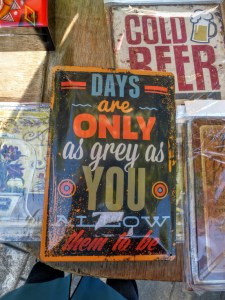 COLD
BEER
DAYS
are
ONLY
as grey as
YOU
ALLOW
them to be